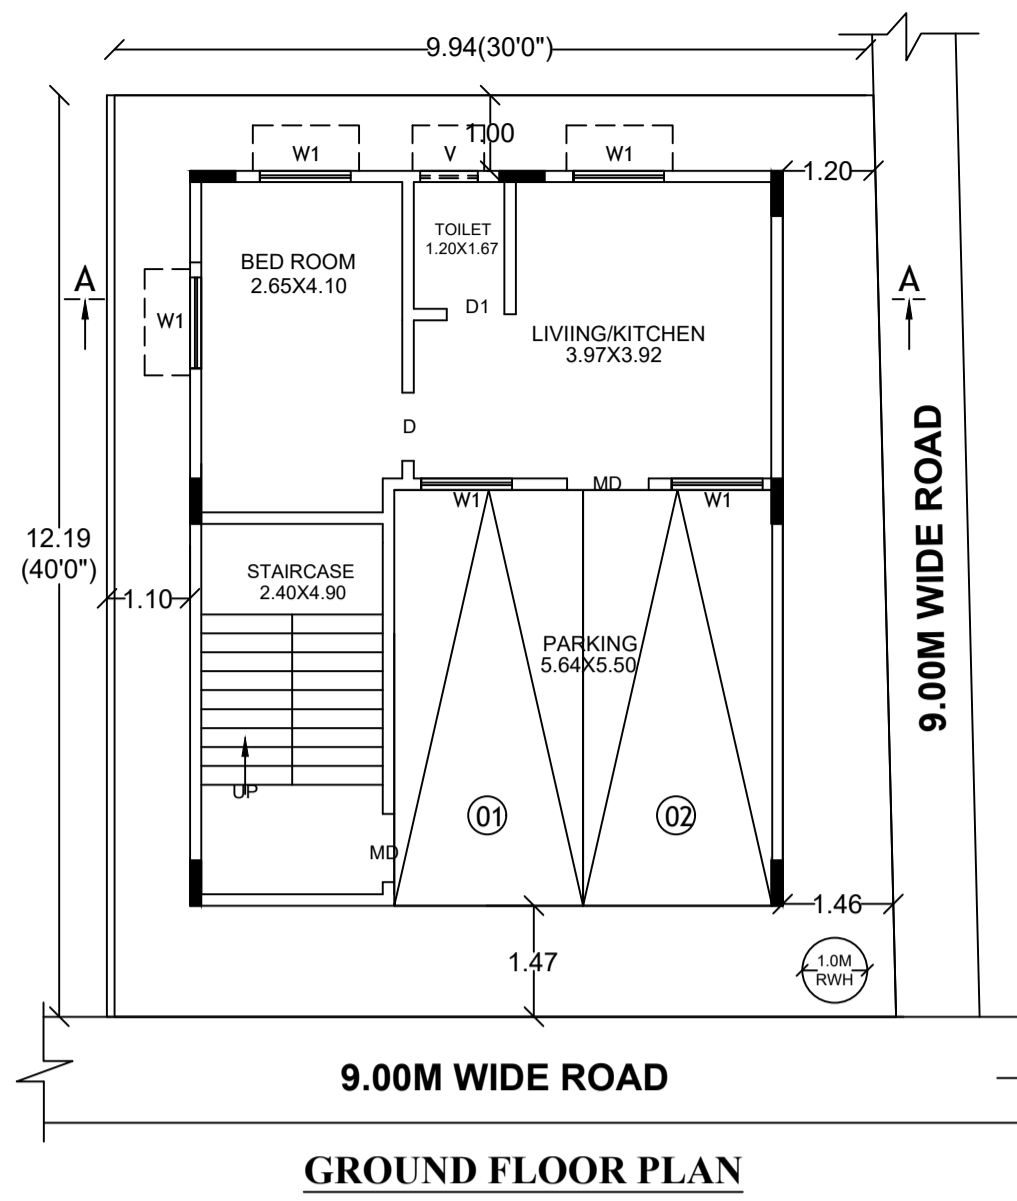 9.94(30'0")
1.00
W1
V
W1
1.20
TOILET
1.20X1.67
BED ROOM
2.65X4.10
A
A
W1
D1
LIVIING/KITCHEN
3.97X3.92
D
9.00M WIDE ROAD
W1
MD
W1
12.19
(40'0")
STAIRCASE
2.40X4.90
1.10
PARKING
5.64X5.50
UP
01
02
MD
1.46
1.47
1.0M
RWH
9.00M WIDE ROAD
GROUND FLOOR PLAN